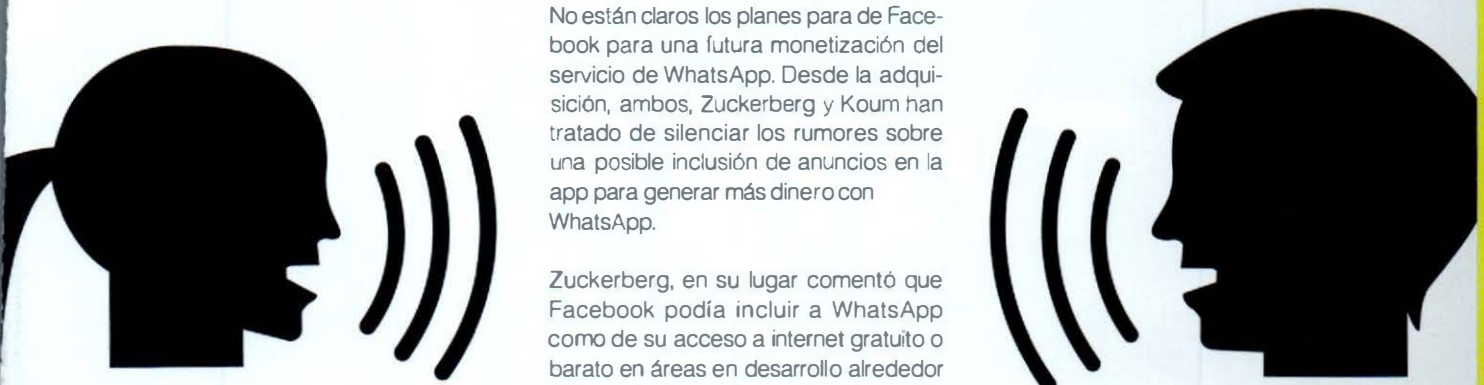 No están claros los planes para de Face-
book para una futura monetización del
servicio de WhatsApp. Desde la adqui-
sición, ambos, Zuckerberg y Koum han
tratado de silenciar los rumores sobre
una posible inclusión de anuncios en la
app para generar más dinero con
WhatsApp.

Zuckerberg, en su lugar comentó que
Facebook podía incluir a WhatsApp
como de su acceso a internet gratuito o
barato en áreas en desarrollo alrededor